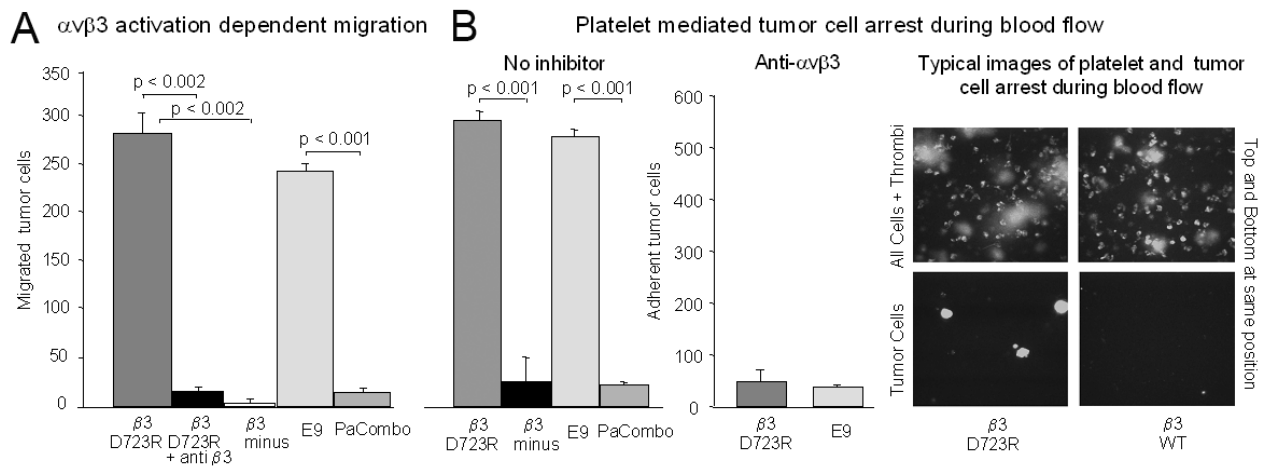 A αvβ3 activation dependent migration
350
300
250
200
150
100
50
0
Migrated tumor cells
p < 0.002
p < 0.002
p < 0.001
β3
D723R
β3
D723R
+ anti β3
β3
minus
E9
PaCombo
B Platelet mediated tumor cell arrest during blood flow
No inhibitor
p < 0.001
p < 0.001
β3
D723R
β3
minus
E9
PaCombo
Anti-αvβ3
600
500
400
300
200
100
0
Adherent tumor cells
β3
D723R
E9
Typical images of platelet and tumor
cell arrest during blood flow
All Cells + Thrombi
Tumor Cells
Top and Bottom at same position
β3
D723R
β3
WT